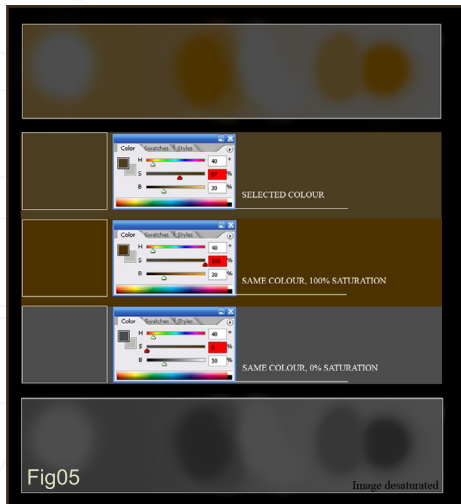 Color Swatches Styles
H 40 °
S 57 %
B 30 %
SELECTED COLOUR
Color Swatches Styles
H 40 °
S 100 %
B 30 %
SAME COLOUR, 100% SATURATION
Color Swatches Styles
H 40 °
S 0 %
B 30 %
SAME COLOUR, 0% SATURATION
Fig05
Image desaturated